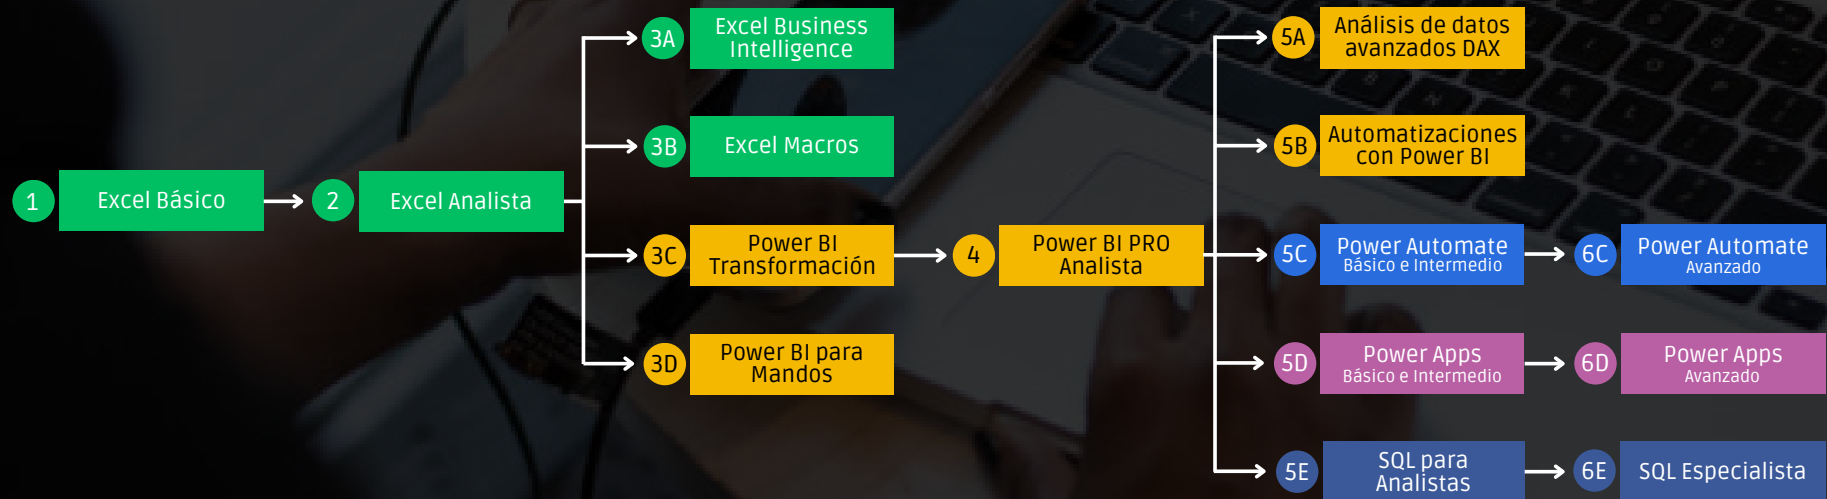 1
Excel Básico
2
Excel Analista
3A
Excel Business
Intelligence
3B
Excel Macros
3C
Power BI
Transformación
3D
Power BI para
Mandos
4
Power BI PRO
Analista
5A
Análisis de datos
avanzados DAX
5B
Automatizaciones
con Power BI
5C
Power Automate
Básico e Intermedio
6C
Power Automate
Avanzado
5D
Power Apps
Básico e Intermedio
6D
Power Apps
Avanzado
5E
SQL para
Analistas
6E
SQL Especialista